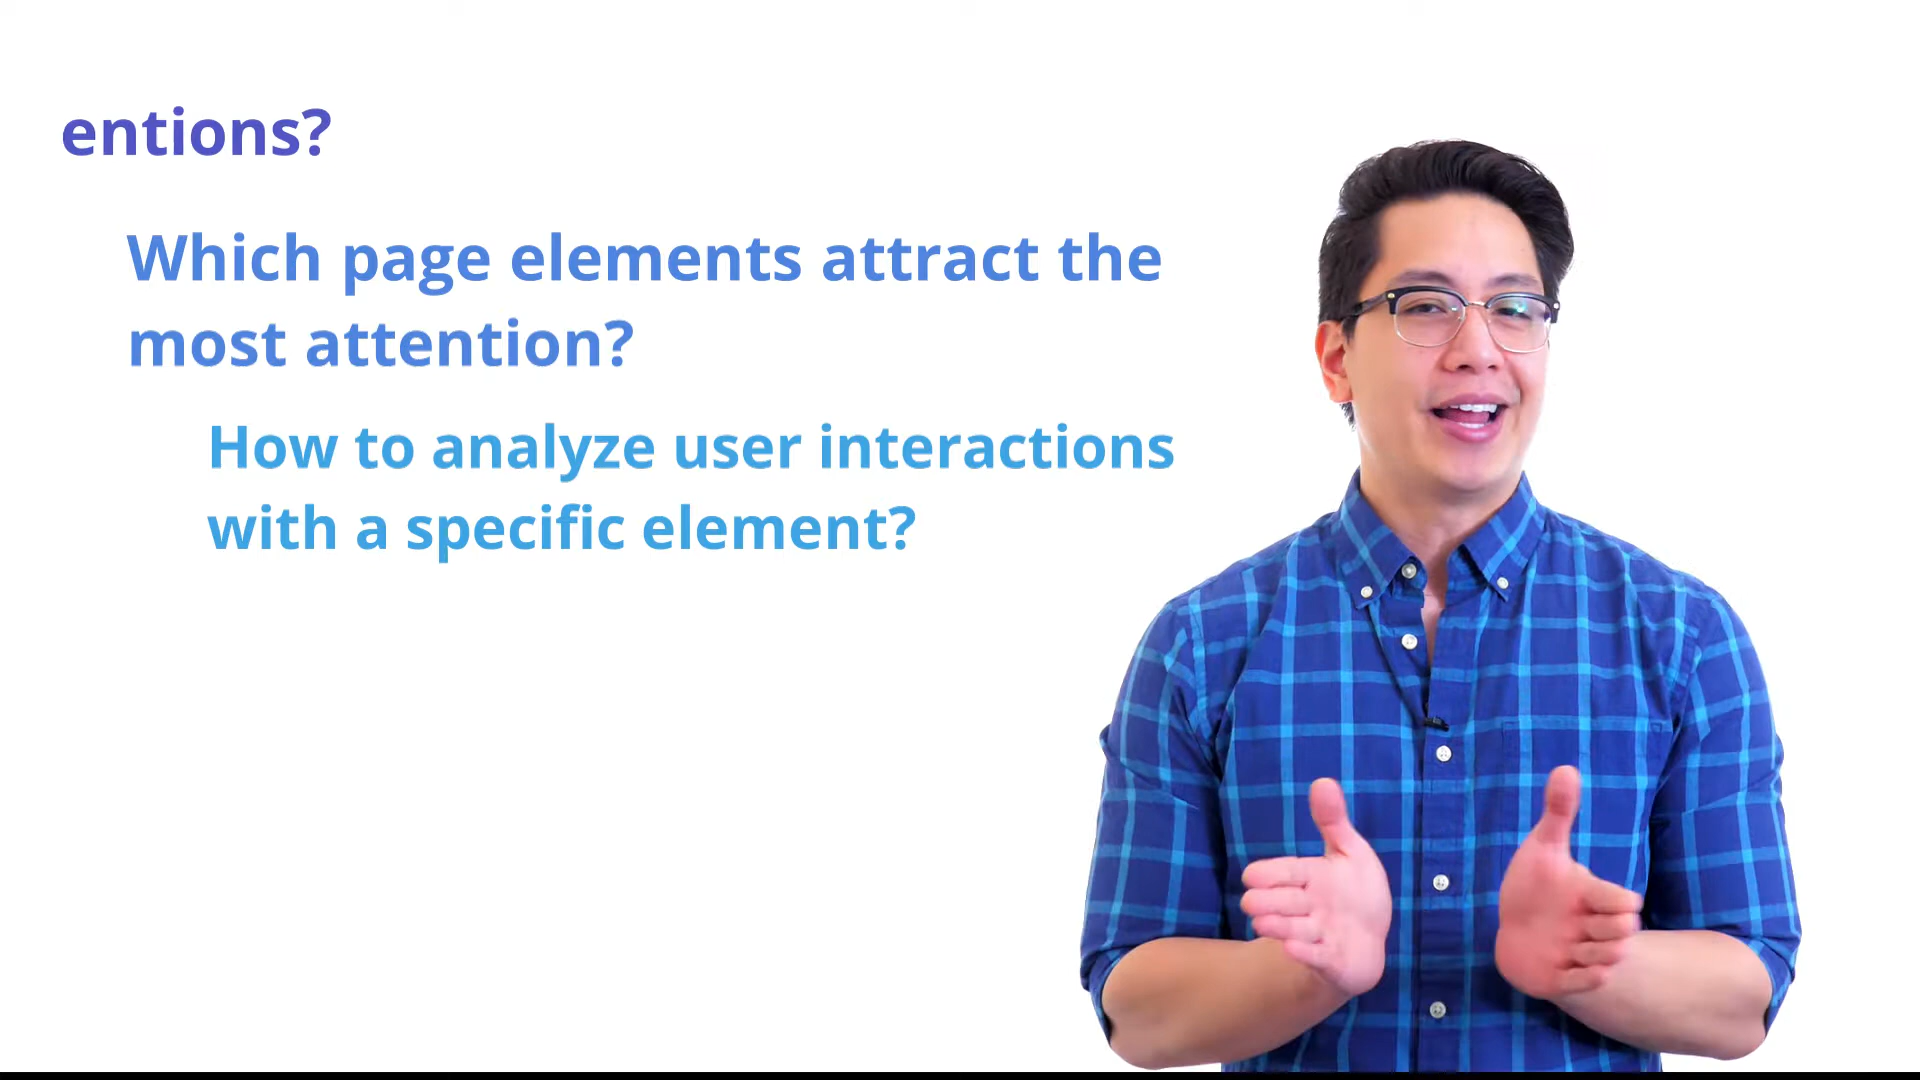 entions?
Which page elements attract the
most attention?
How to analyze user interactions
with a specific element?